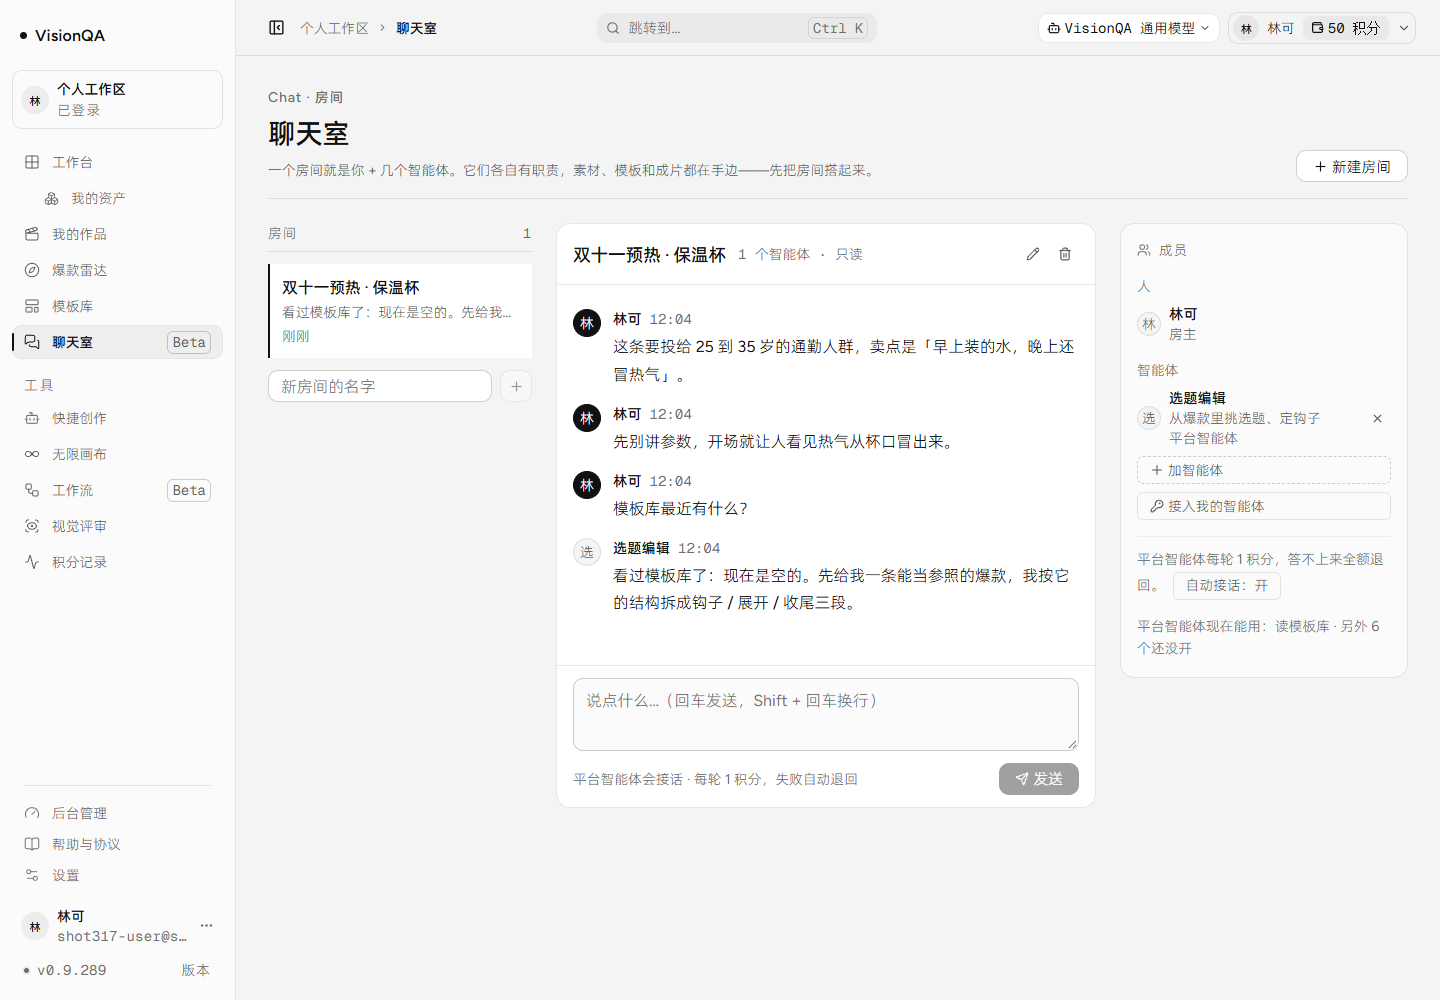 VisionQA
林
个人工作区
已登录
工作台
我的资产
我的作品
爆款雷达
模板库
聊天室 Beta
工具
快捷创作
无限画布
工作流 Beta
视觉评审
积分记录
后台管理
帮助与协议
设置
林
林可
shot317-user@s...
v0.9.289 版本
个人工作区 › 聊天室
跳转到... Ctrl K
VisionQA 通用模型
林 林可 50 积分
Chat · 房间
聊天室
一个房间就是你 + 几个智能体。它们各自有职责，素材、模板和成片都在手边——先把房间搭起来。
+ 新建房间
房间 1
双十一预热 · 保温杯
看过模板库了：现在是空的。先给我...
刚刚
新房间的名字 +
双十一预热 · 保温杯 1 个智能体 · 只读
林 林可 12:04
这条要投给 25 到 35 岁的通勤人群，卖点是「早上装的水，晚上还
冒热气」。
林 林可 12:04
先别讲参数，开场就让人看见热气从杯口冒出来。
林 林可 12:04
模板库最近有什么？
选 选题编辑 12:04
看过模板库了：现在是空的。先给我一条能当参照的爆款，我按它
的结构拆成钩子 / 展开 / 收尾三段。
说点什么...（回车发送，Shift + 回车换行）
平台智能体会接话 · 每轮 1 积分，失败自动退回
发送
成员
人
林 林可
房主
智能体
选 选题编辑
从爆款里挑选题、定钩子
平台智能体
+ 加智能体
接入我的智能体
平台智能体每轮 1 积分，答不上来全额退
回。 自动接话：开
平台智能体现在能用：读模板库 · 另外 6
个还没开